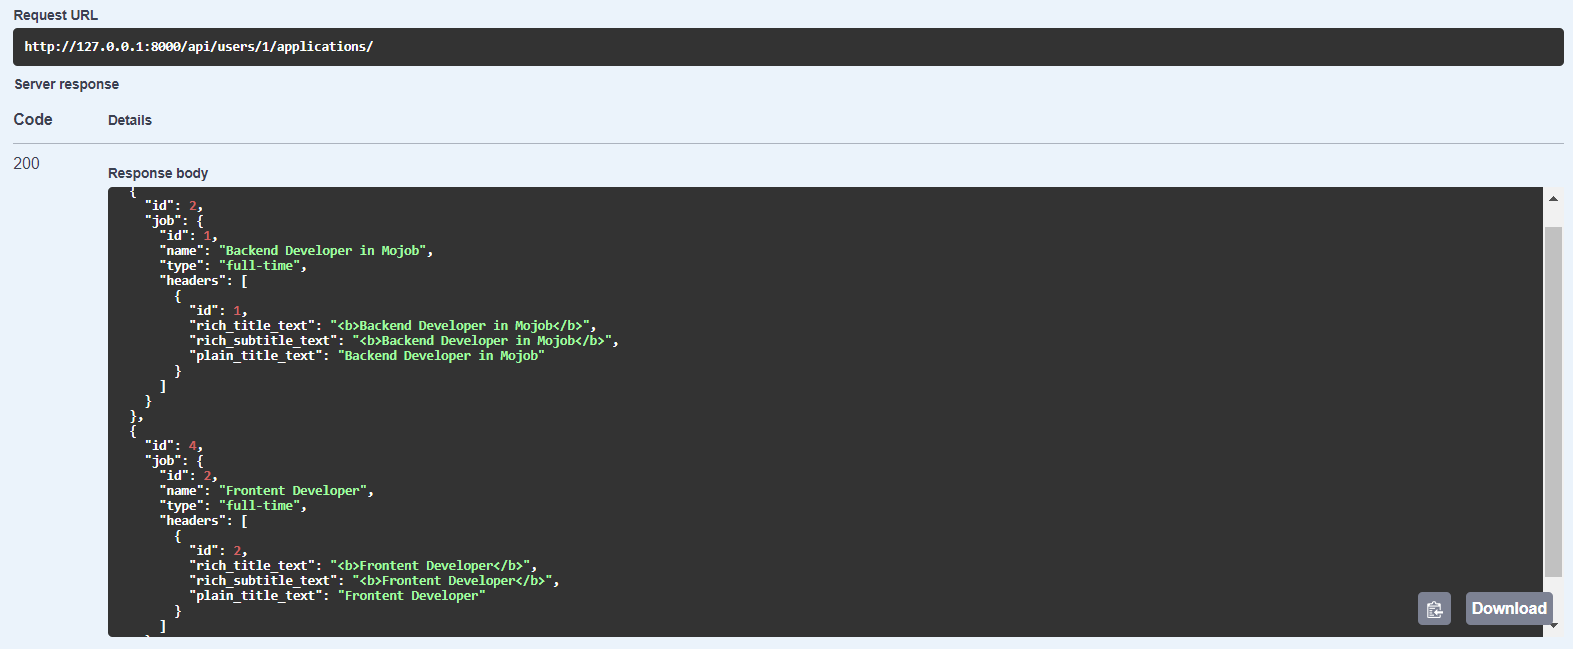 Request URL
http://127.0.0.1:8000/api/users/1/applications/
Server response
Code Details
200
Response body
{
"id": 2,
"job": {
"id": 1,
"name": "Backend Developer in Mojob",
"type": "full-time",
"headers": [
{
"id": 1,
"rich_title_text": "<b>Backend Developer in Mojob</b>",
"rich_subtitle_text": "<b>Backend Developer in Mojob</b>",
"plain_title_text": "Backend Developer in Mojob"
}
]
}
},
{
"id": 4,
"job": {
"id": 2,
"name": "Frontent Developer",
"type": "full-time",
"headers": [
{
"id": 2,
"rich_title_text": "<b>Frontent Developer</b>",
"rich_subtitle_text": "<b>Frontent Developer</b>",
"plain_title_text": "Frontent Developer"
}
]
Download